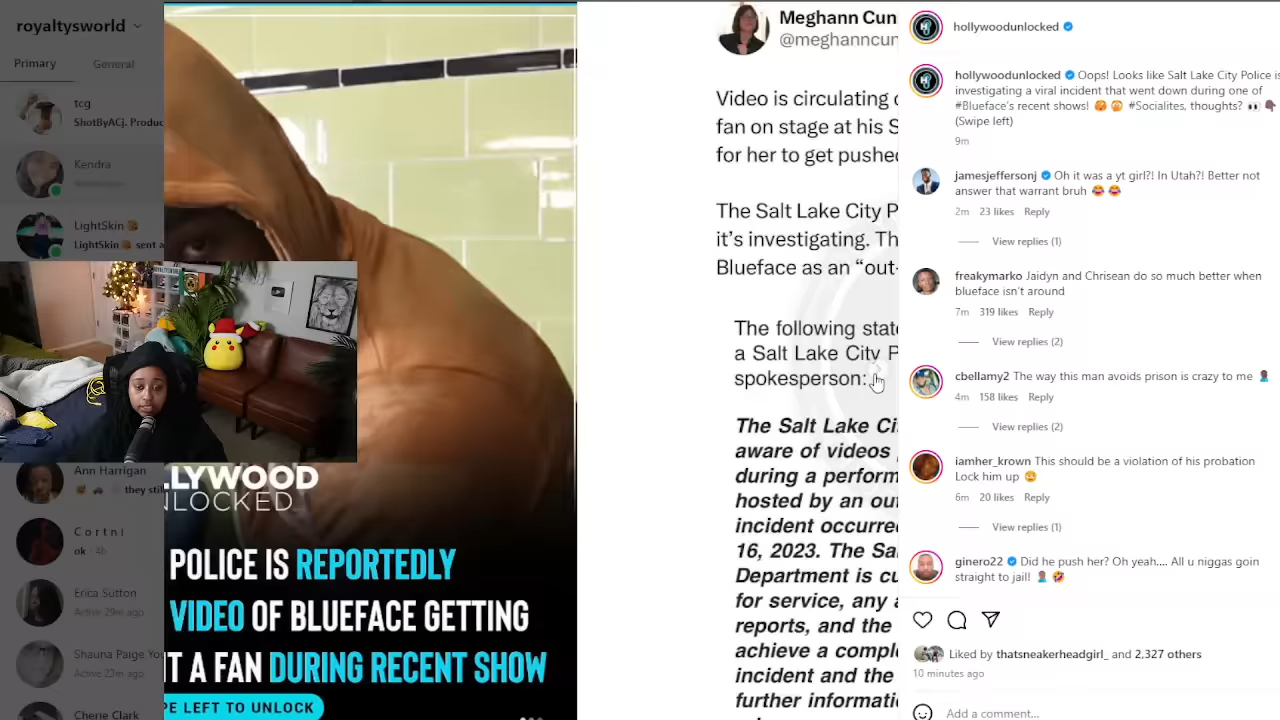 royaltysworld
Primary
General
tcg
ShotByACj. Produc
Kendra
LightSkin
LightSkin sent a
Ann Harrigan
they still
C o r t n i
ok · 4h
Erica Sutton
Active 29m ago
Shauna Paige Yo
Active 23m ago
Cherie Clark
LLYWOOD
NLOCKED
POLICE IS REPORTEDLY
VIDEO OF BLUEFACE GETTING
T A FAN DURING RECENT SHOW
PE LEFT TO UNLOCK
Meghann Cun
@meghanncun
Video is circulating
fan on stage at his S
for her to get pushe
The Salt Lake City P
it's investigating. Th
Blueface as an "out-
The following stat
a Salt Lake City P
spokesperson:
The Salt Lake Ci
aware of videos
during a perform
hosted by an ou
incident occurre
16, 2023. The Sa
Department is cu
for service, any a
reports, and the
achieve a compl
incident and the
further informati
hollywoodunlocked
hollywoodunlocked Oops! Looks like Salt Lake City Police is
investigating a viral incident that went down during one of
#Blueface's recent shows! #Socialites, thoughts?
(Swipe left)
9m
jamesjeffersonj Oh it was a yt girl?! In Utah?! Better not
answer that warrant bruh
2m 23 likes Reply
View replies (1)
freakymarko Jaidyn and Chrisean do so much better when
blueface isn't around
7m 319 likes Reply
View replies (2)
cbellamy2 The way this man avoids prison is crazy to me
4m 158 likes Reply
View replies (2)
iamher_krown This should be a violation of his probation
Lock him up
6m 20 likes Reply
View replies (1)
ginero22 Did he push her? Oh yeah.... All u niggas goin
straight to jail!
Liked by thatsneakerheadgirl_ and 2,327 others
10 minutes ago
Add a comment...